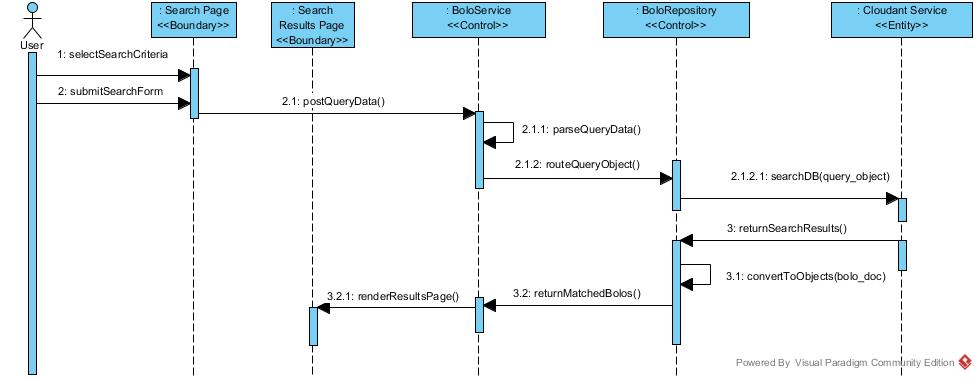 : Search Page
<<Boundary>>
: Search
Results Page
<<Boundary>>
: BoloService
<<Control>>
: BoloRepository
<<Control>>
: Cloudant Service
<<Entity>>
User
1: selectSearchCriteria
2: submitSearchForm
2.1: postQueryData()
2.1.1: parseQueryData()
2.1.2: routeQueryObject()
2.1.2.1: searchDB(query_object)
3: returnSearchResults()
3.1: convertToObjects(bolo_doc)
3.2: returnMatchedBolos()
3.2.1: renderResultsPage()
Powered By Visual Paradigm Community Edition